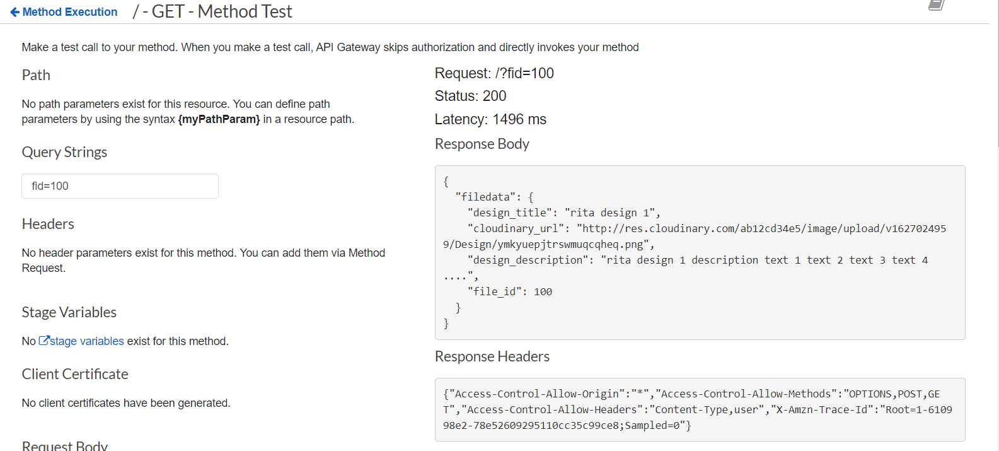 Method Execution / - GET - Method Test
Make a test call to your method. When you make a test call, API Gateway skips authorization and directly invokes your method
Path
No path parameters exist for this resource. You can define path
parameters by using the syntax {myPathParam} in a resource path.
Query Strings
fid=100
Headers
No header parameters exist for this method. You can add them via Method
Request.
Stage Variables
No stage variables exist for this method.
Client Certificate
No client certificates have been generated.
Request Body
Request: /?fid=100
Status: 200
Latency: 1496 ms
Response Body
{
  "filedata": {
    "design_title": "rita design 1",
    "cloudinary_url": "http://res.cloudinary.com/ab12cd34e5/image/upload/v162702495
9/Design/ymkyuepjtrswmuqcqheq.png",
    "design_description": "rita design 1 description text 1 text 2 text 3 text 4
....",
    "file_id": 100
  }
}
Response Headers
{"Access-Control-Allow-Origin":"*","Access-Control-Allow-Methods":"OPTIONS,POST,GE
T","Access-Control-Allow-Headers":"Content-Type,user","X-Amzn-Trace-Id":"Root=1-6109
98e2-78e52609295110cc35c99ce8;Sampled=0"}